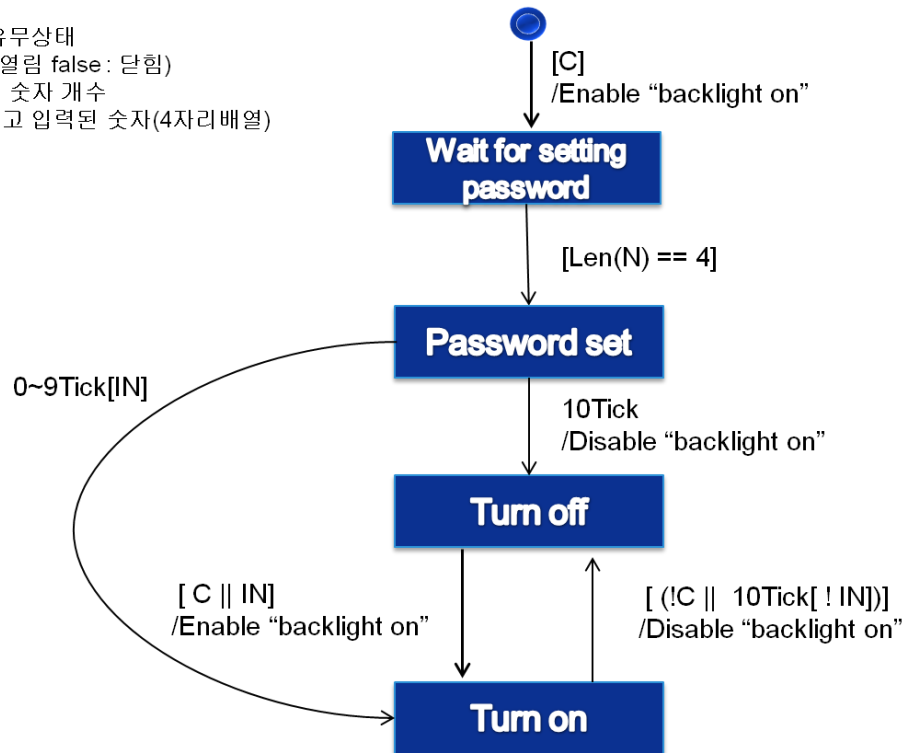 유무상태
열림 false : 닫힘)
숫자 개수
고 입력된 숫자(4자리배열)
[C]
/Enable “backlight on”
Wait for setting
password
[Len(N) == 4]
Password set
0~9Tick[IN]
10Tick
/Disable “backlight on”
Turn off
[ C || IN]
/Enable “backlight on”
[ (!C || 10Tick[ ! IN])]
/Disable “backlight on”
Turn on